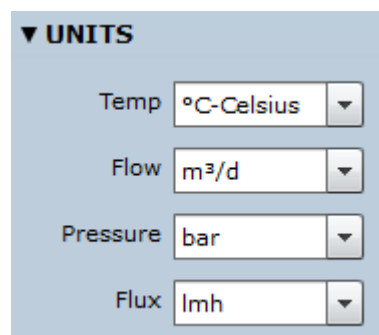 ▼ UNITS
Temp °C-Celsius
Flow m³/d
Pressure bar
Flux lmh